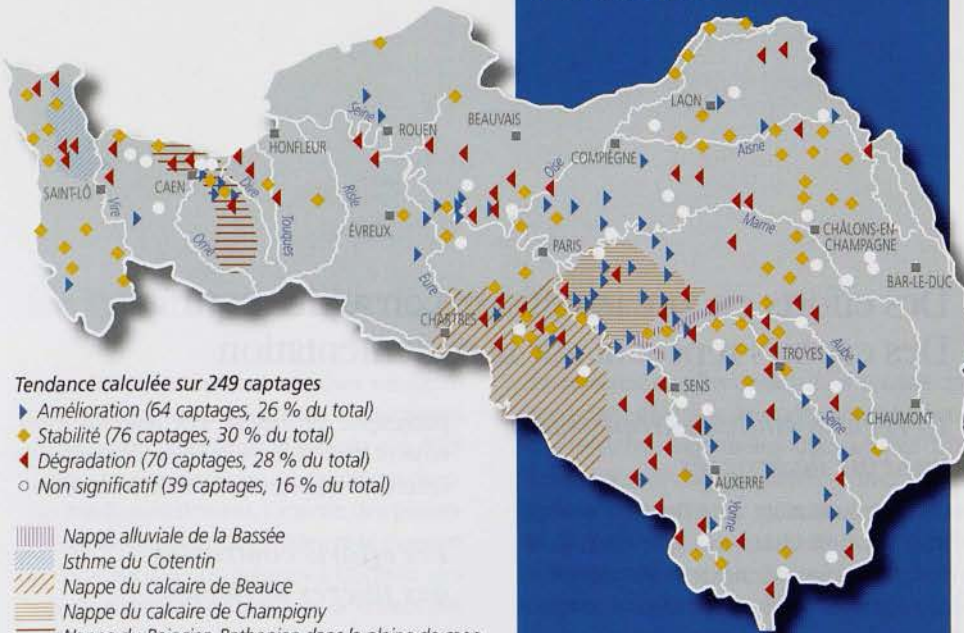 LAON
Seine
ROUEN
BEAUVAIS
HONFLEUR
COMPIÈGNE
Oise
Aisne
CAEN
SAINT-LÔ
Dive
Risle
Vire
ÉVREUX
Touques
Marne
CHÂLONS-EN-
CHAMPAGNE
Orne
PARIS
BAR-LE-DUC
Eure
CHARTRES
TROYES
Aube
SENS
Seine
CHAUMONT
AUXERRE
Yonne
Tendance calculée sur 249 captages
Amélioration (64 captages, 26 % du total)
Stabilité (76 captages, 30 % du total)
Dégradation (70 captages, 28 % du total)
Non significatif (39 captages, 16 % du total)
Nappe alluviale de la Bassée
Isthme du Cotentin
Nappe du calcaire de Beauce
Nappe du calcaire de Champigny